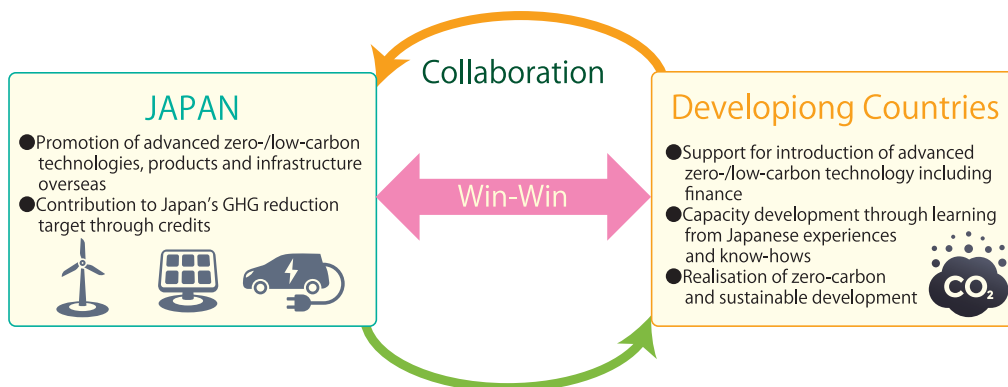 Collaboration
JAPAN
●Promotion of advanced zero-/low-carbon
technologies, products and infrastructure
overseas
●Contribution to Japan's GHG reduction
target through credits
Win-Win
Developiong Countries
●Support for introduction of advanced
zero-/low-carbon technology including
finance
●Capacity development through learning
from Japanese experiences
and know-hows
●Realisation of zero-carbon
and sustainable development
CO₂